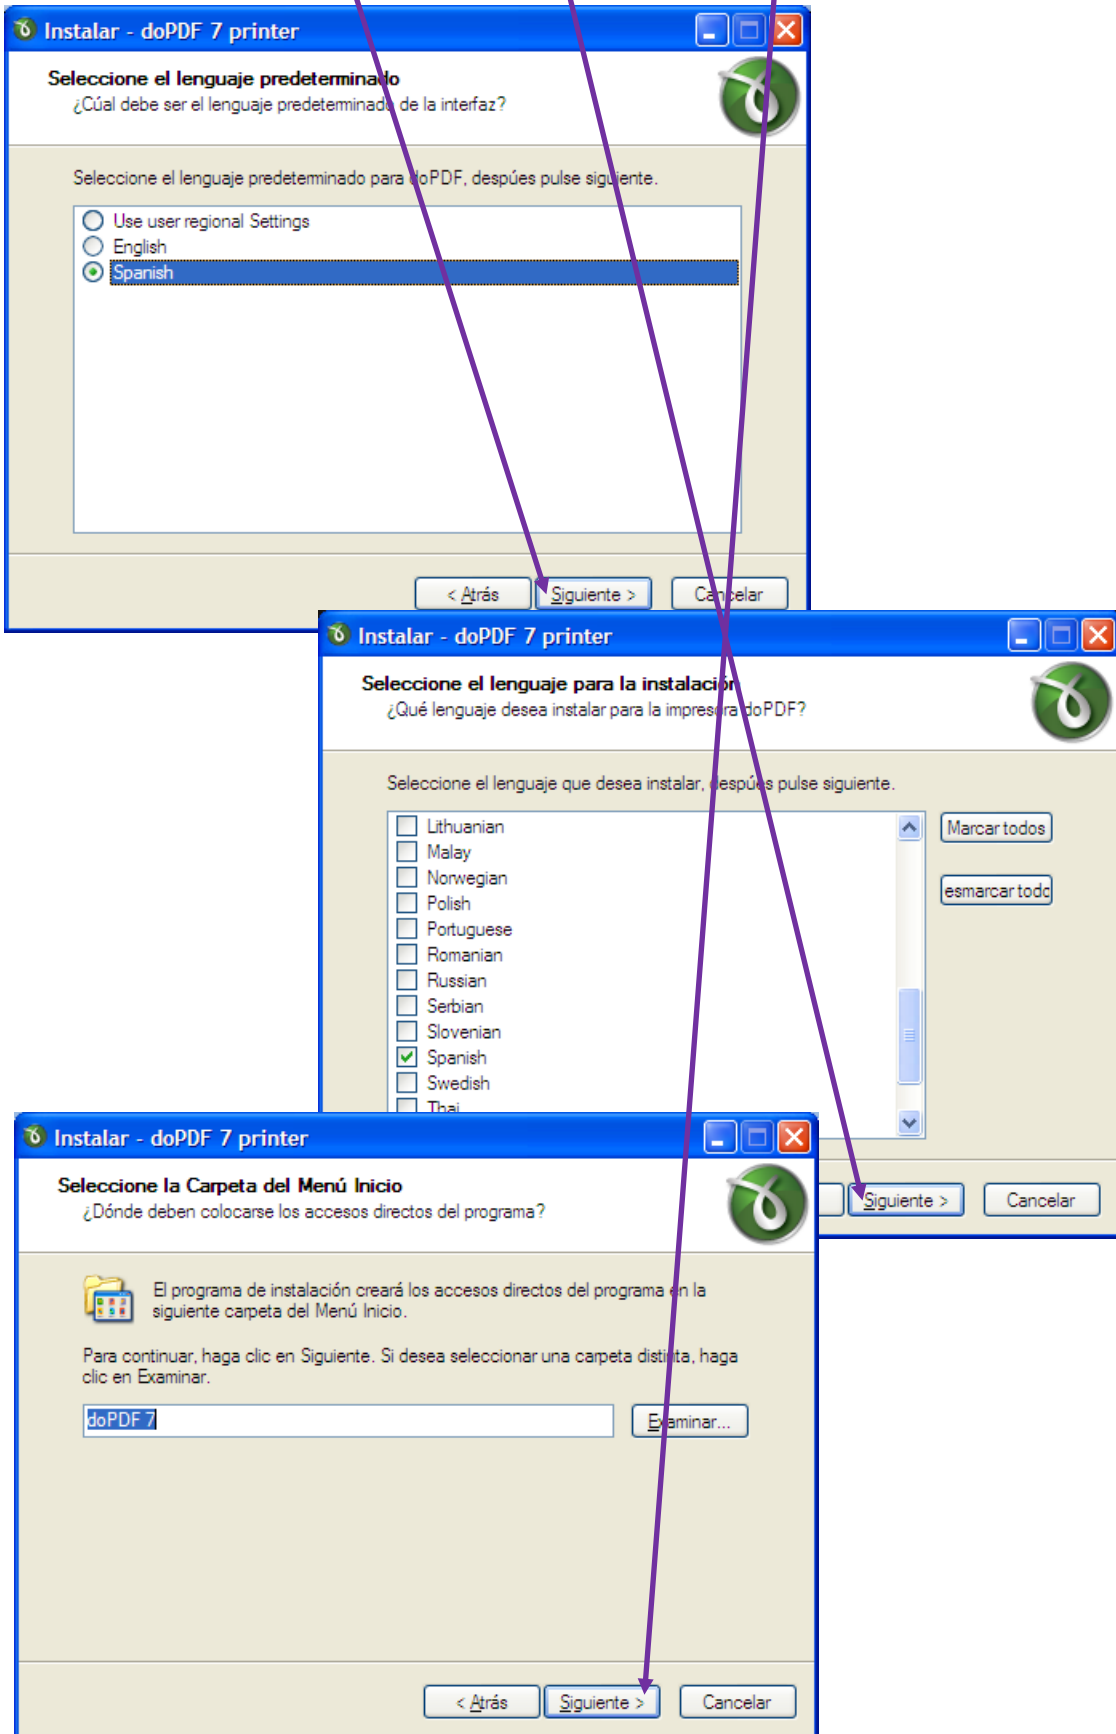 Instalar - doPDF 7 printer
Seleccione el lenguaje predeterminado
¿Cúal debe ser el lenguaje predeterminado de la interfaz?
Seleccione el lenguaje predeterminado para doPDF, despúes pulse siguiente.
Use user regional Settings
English
Spanish
< Atrás
Siguiente >
Cancelar
Instalar - doPDF 7 printer
Seleccione el lenguaje para la instalación
¿Qué lenguaje desea instalar para la impresora doPDF?
Seleccione el lenguaje que desea instalar, despúes pulse siguiente.
Lithuanian
Malay
Norwegian
Polish
Portuguese
Romanian
Russian
Serbian
Slovenian
Spanish
Swedish
Thai
Marcar todos
esmarcar todo
Siguiente >
Cancelar
Instalar - doPDF 7 printer
Seleccione la Carpeta del Menú Inicio
¿Dónde deben colocarse los accesos directos del programa?
El programa de instalación creará los accesos directos del programa en la
siguiente carpeta del Menú Inicio.
Para continuar, haga clic en Siguiente. Si desea seleccionar una carpeta distinta, haga
clic en Examinar.
doPDF 7
Examinar...
< Atrás
Siguiente >
Cancelar